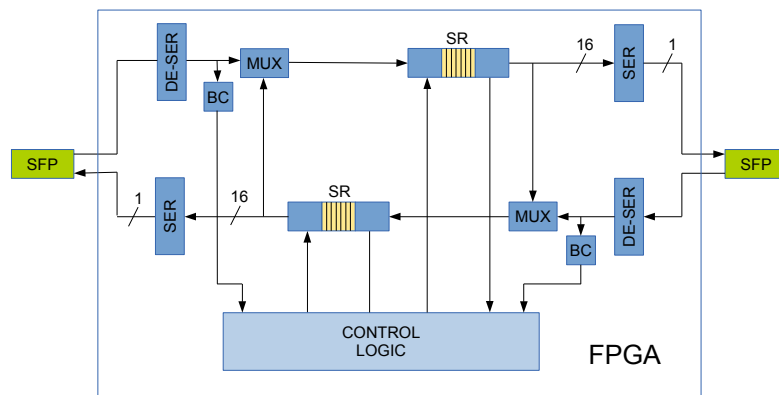 SR
16
1
DE-SER
MUX
SER
BC
SFP
SFP
SR
1
16
SER
MUX
DE-SER
BC
CONTROL
LOGIC
FPGA